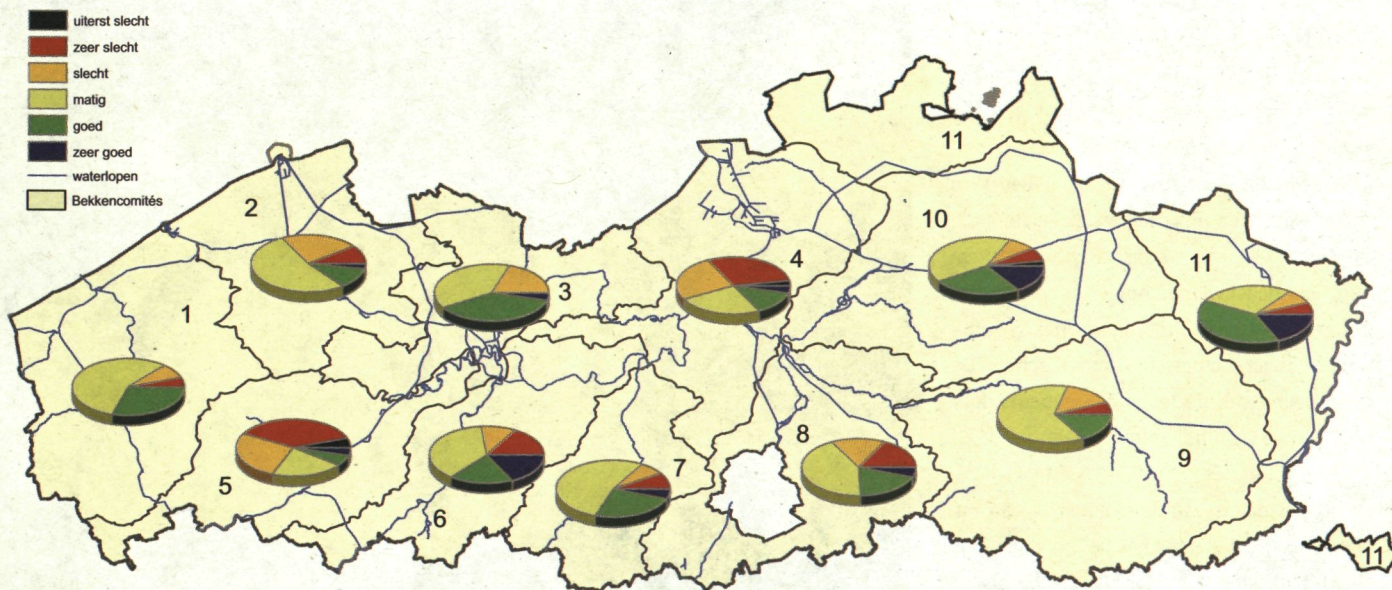 uiterst slecht
zeer slecht
slecht
matig
goed
zeer goed
waterlopen
Bekkencomités
11
2
10
4
11
3
1
7
8
9
5
6
11